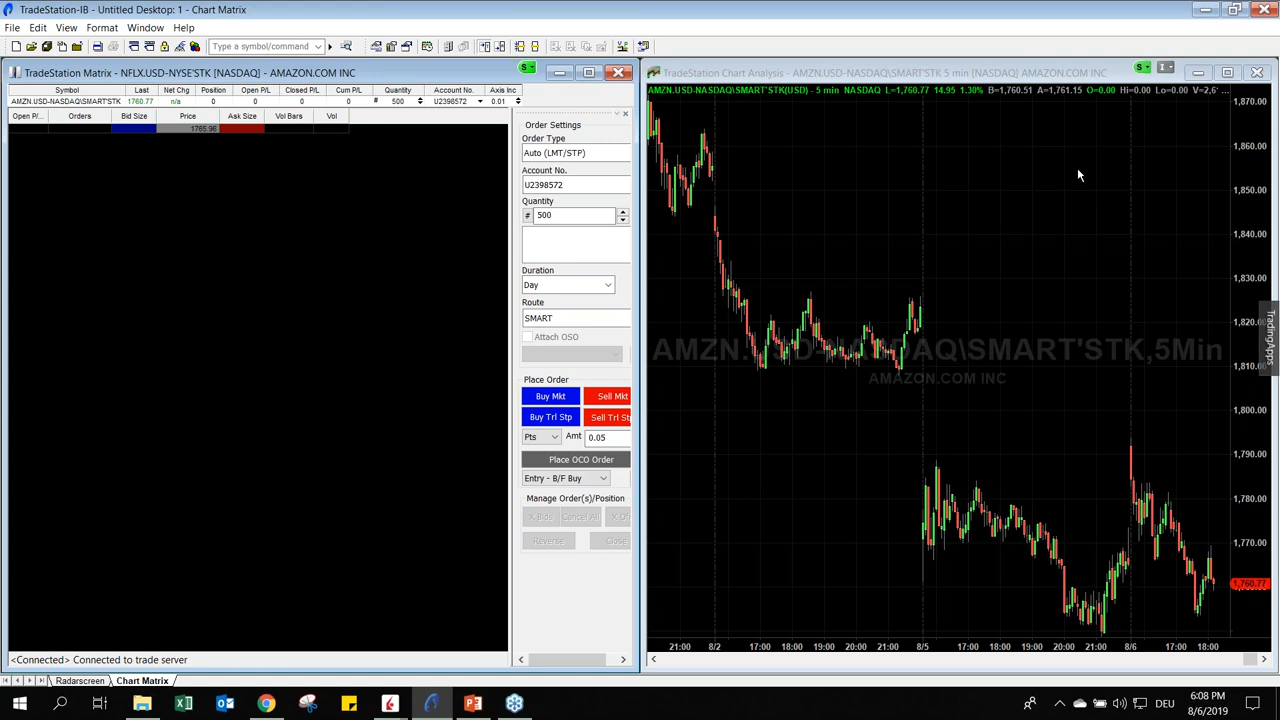 TradeStation-IB - Untitled Desktop: 1 - Chart Matrix
File Edit View Format Window Help
Type a symbol/command
TradeStation Matrix - NFLX.USD-NYSE'STK [NASDAQ] - AMAZON.COM INC
S
Symbol Last Net Chg Position Open P/L Closed P/L Cum P/L Quantity Account No. Axis Inc
AMZN.USD-NASDAQ\SMART'STK 1760.77 n/a 0 0 0 0 # 500 U2398572 0.01
Open P/... Orders Bid Size Price Ask Size Vol Bars Vol
1765.96
Order Settings
Order Type
Auto (LMT/STP)
Account No.
U2398572
Quantity
# 500
Duration
Day
Route
SMART
Attach OSO
Place Order
Buy Mkt Sell Mkt
Buy Trl Stp Sell Trl St
Pts Amt 0.05
Place OCO Order
Entry - B/F Buy
Manage Order(s)/Position
X Bids Cancel All X Of
Reverse Close
<Connected> Connected to trade server
TradeStation Chart Analysis - AMZN.USD-NASDAQ\SMART'STK 5 min [NASDAQ] AMAZON.COM INC
S I
AMZN.USD-NASDAQ\SMART'STK(USD) - 5 min NASDAQ L=1,760.77 14.95 1.30% B=1,760.51 A=1,761.15 O=0.00 Hi=0.00 Lo=0.00 V=2,6' ...
1,870.00
1,860.00
1,850.00
1,840.00
1,830.00
1,820.00
1,810.00
1,800.00
1,790.00
1,780.00
1,770.00
1,760.77
AMZN.USD-NASDAQ\SMART'STK,5Min
AMAZON.COM INC
TradingApps
21:00 8/2 17:00 18:00 19:00 20:00 21:00 8/5 17:00 18:00 19:00 20:00 21:00 8/6 17:00 18:00
Radarscreen Chart Matrix
DEU
6:08 PM
8/6/2019